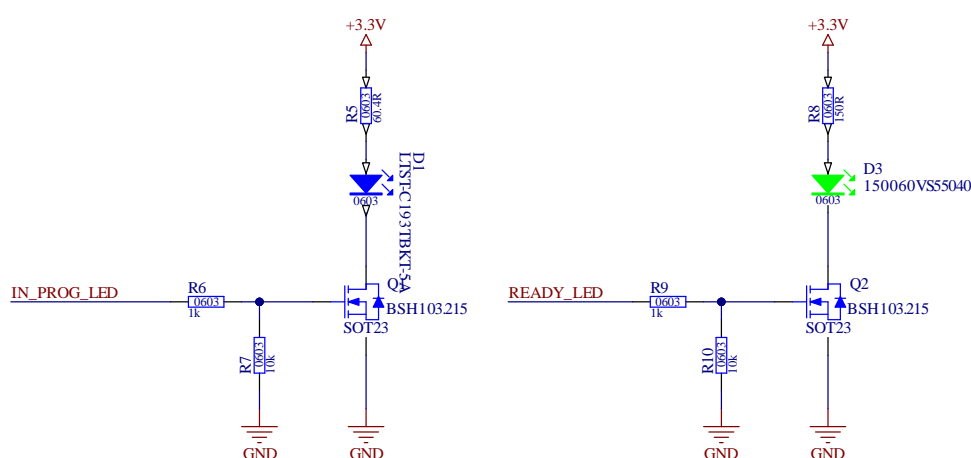 +3.3V
R5
0603
60.4R
D1
LTST-C193TBKT-5A
0603
IN_PROG_LED
R6
0603
1k
Q1
BSH103.215
SOT23
R7
0603
10k
GND
GND
+3.3V
R8
0603
150R
D3
150060VS55040
0603
READY_LED
R9
0603
1k
Q2
BSH103.215
SOT23
R10
0603
10k
GND
GND